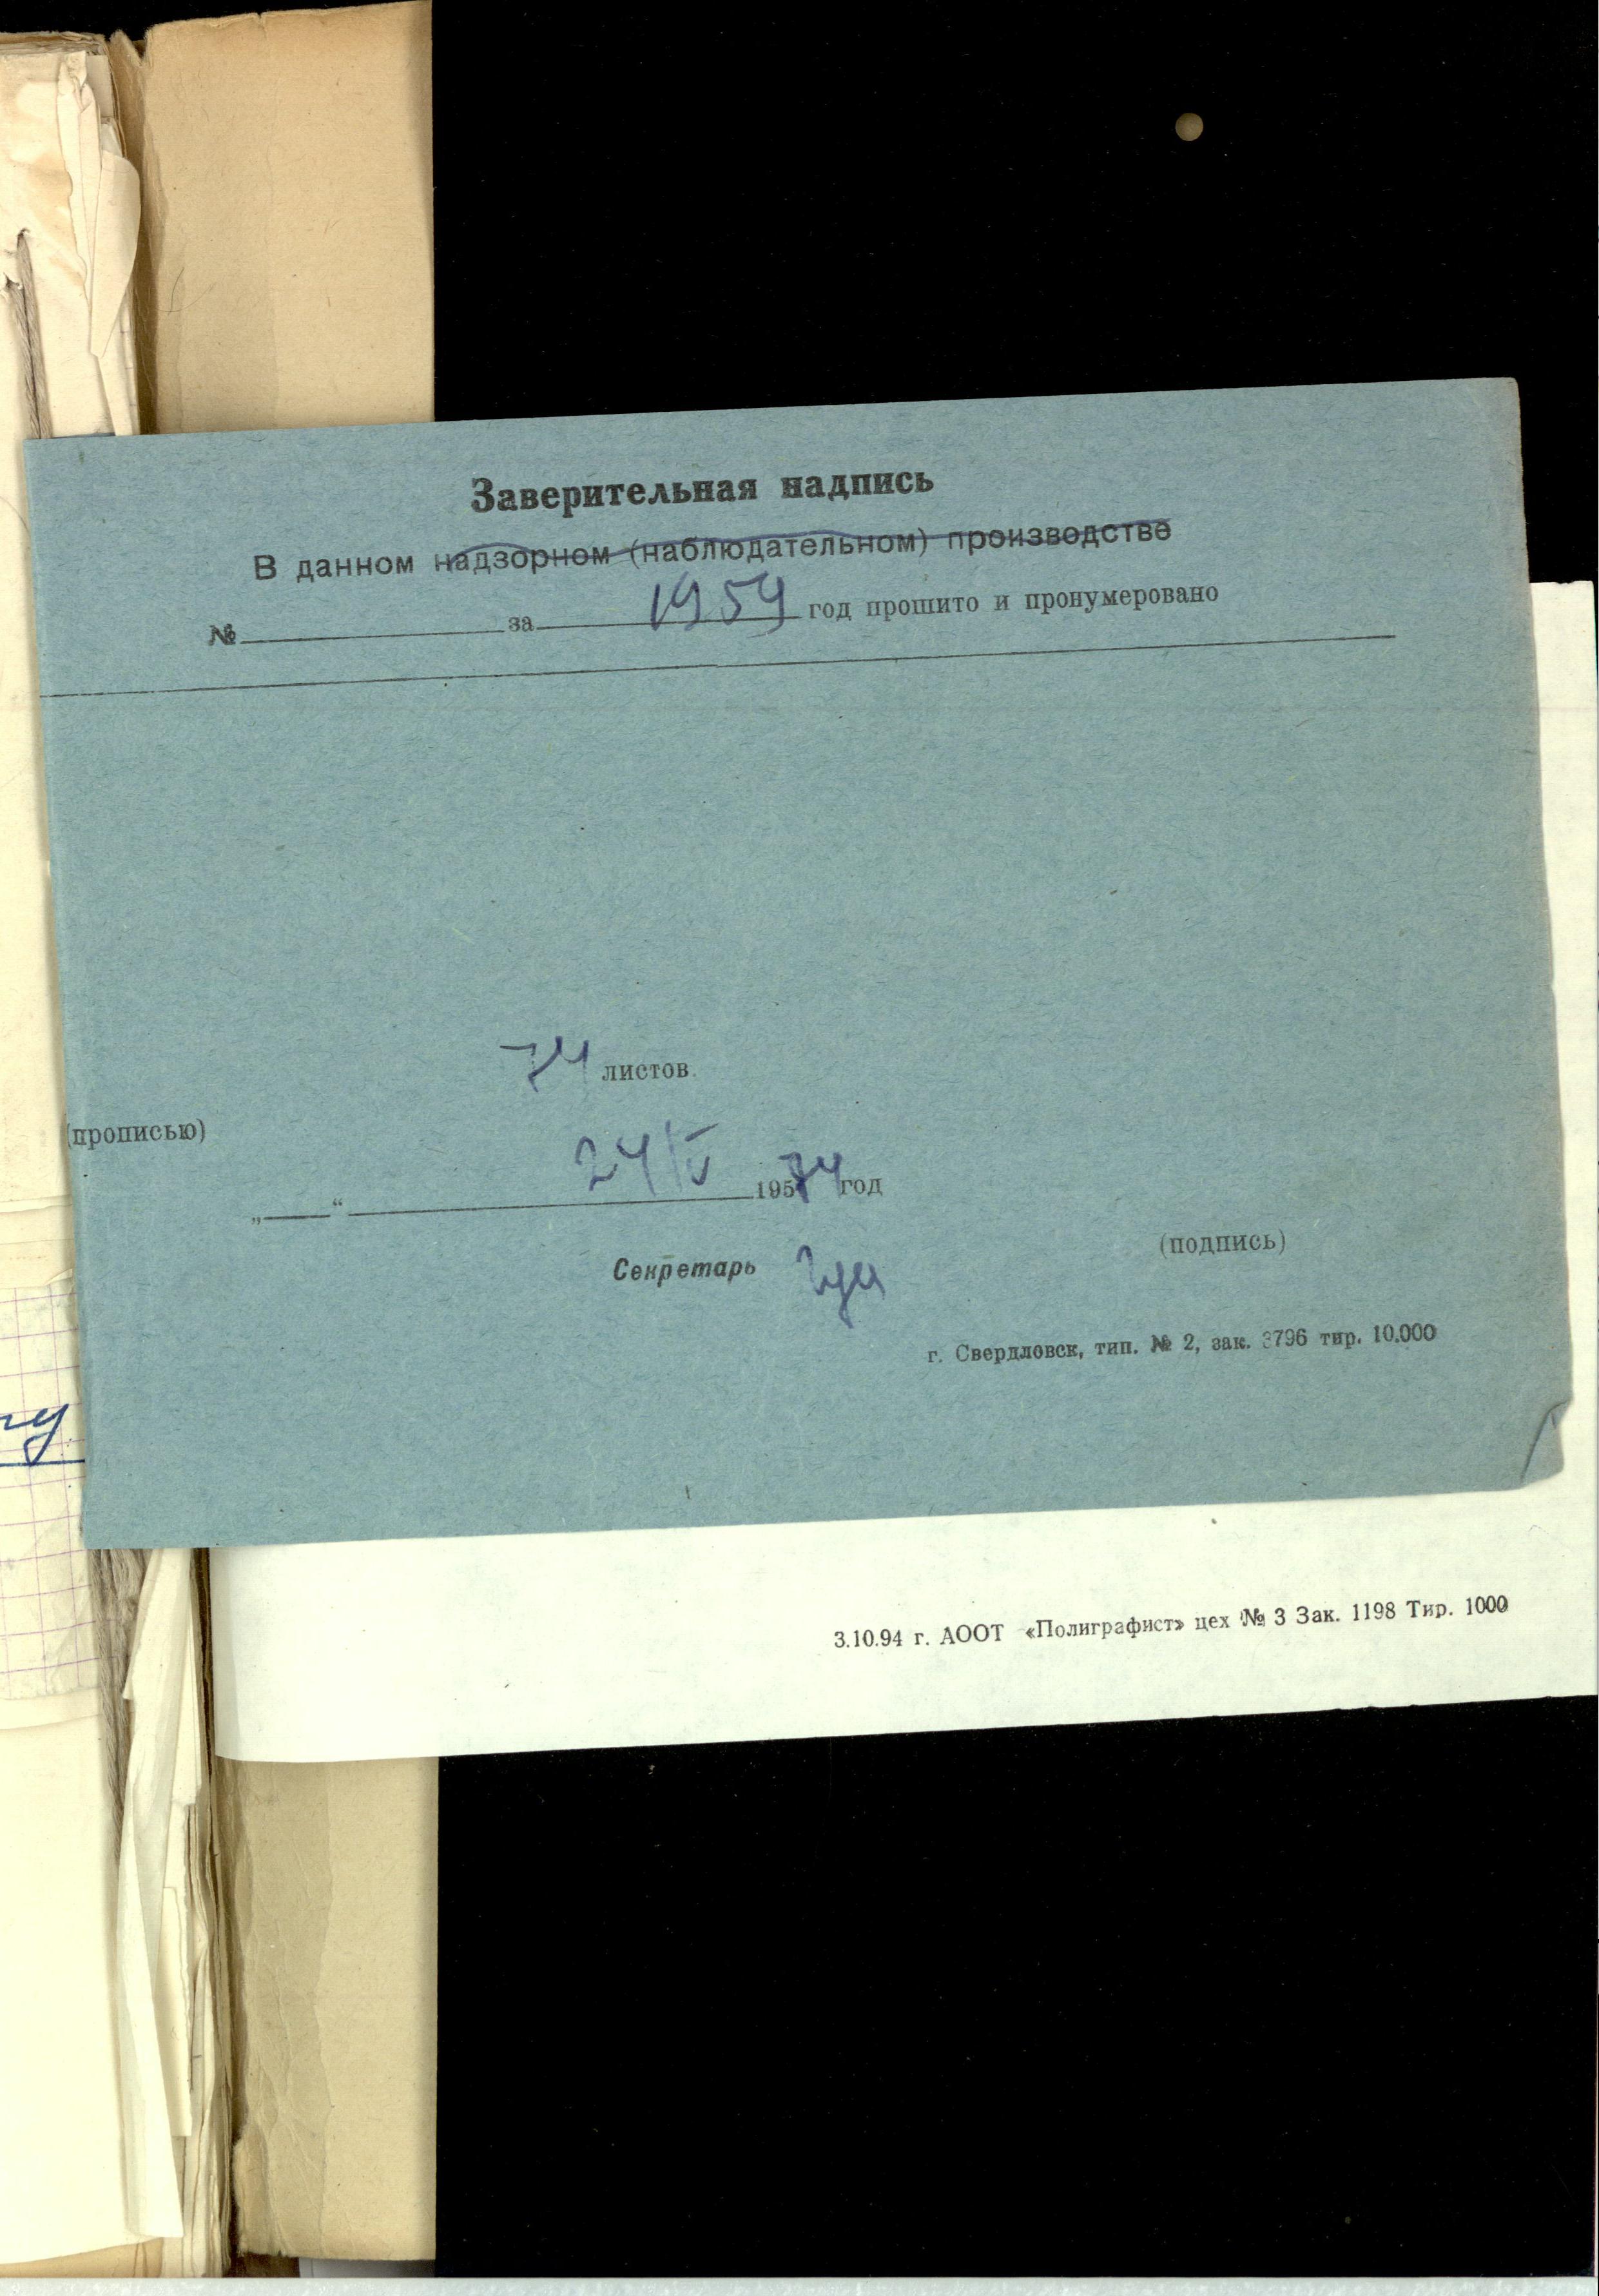 Заверительная надпись
В данном надзорном (наблюдательном) производстве
№ за 1959 год прошито и пронумеровано
74 листов
(прописью)
„ “ 24/V 1974 год
(подпись)
Секретарь
г. Свердловск, тип. № 2, зак. 3796 тир. 10.000
3.10.94 г. АООТ «Полиграфист» цех № 3 Зак. 1198 Тир. 1000